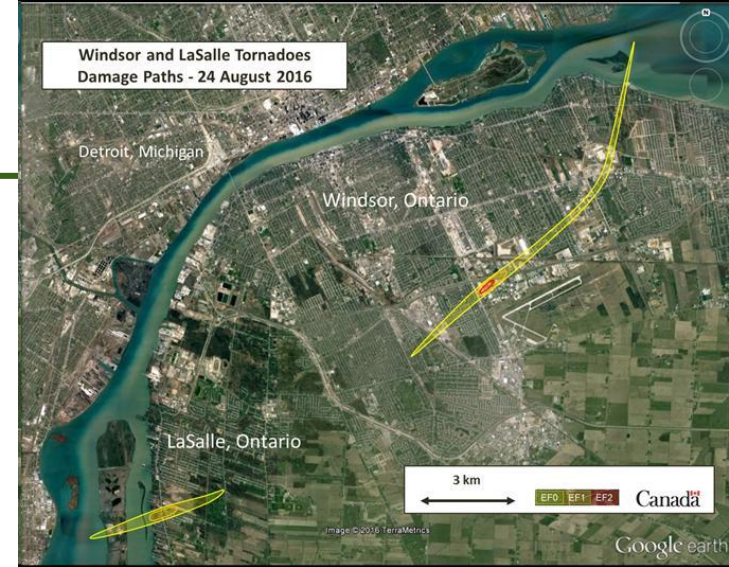 Windsor and LaSalle Tornadoes
Damage Paths - 24 August 2016
N
Detroit, Michigan
Windsor, Ontario
LaSalle, Ontario
3 km
EF0 EF1 EF2
Canada
Image © 2016 TerraMetrics
Google earth